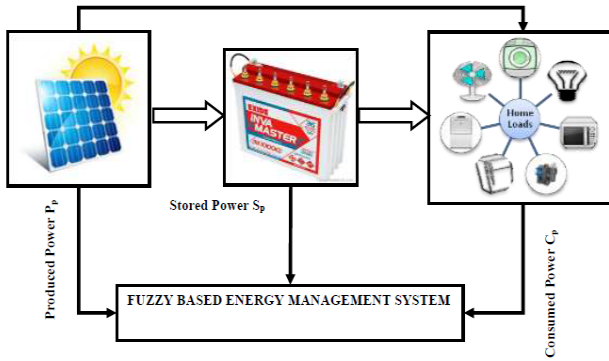 EXIDE
INVA
MASTER
Home
Loads
Produced Power Pp
Stored Power Sp
Consumed Power Cp
FUZZY BASED ENERGY MANAGEMENT SYSTEM